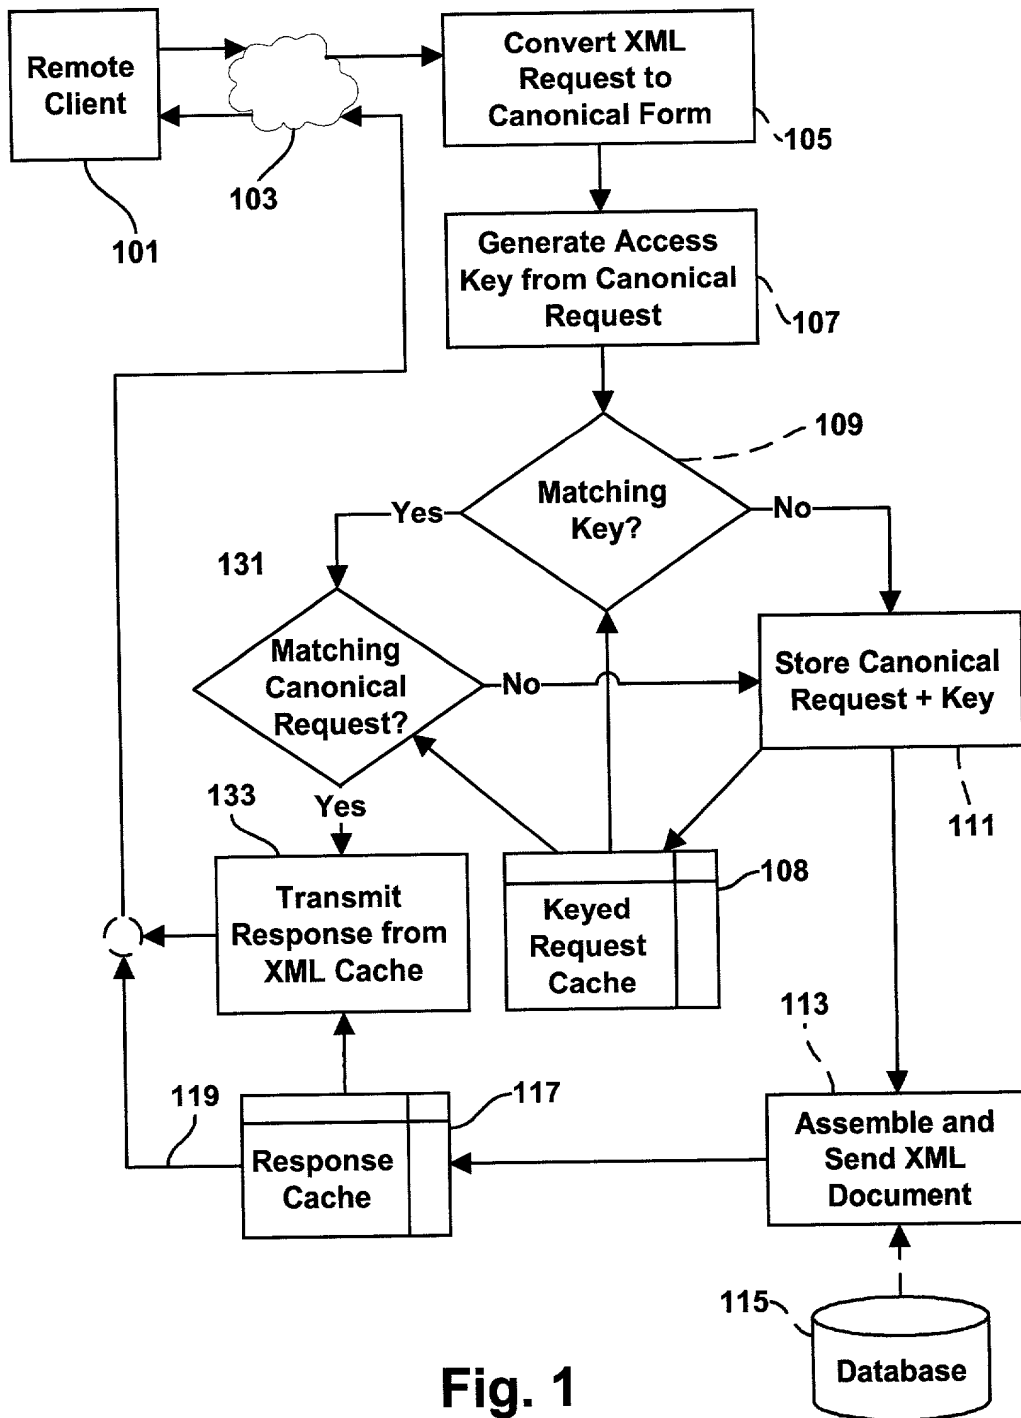 Remote
Client
Convert XML
Request to
Canonical Form
105
103
101
Generate Access
Key from Canonical
Request
107
109
Matching
Key?
Yes
No
131
Matching
Canonical
Request?
No
Store Canonical
Request + Key
111
Yes
133
Transmit
Response from
XML Cache
Keyed
Request
Cache
108
113
119
Response
Cache
117
Assemble and
Send XML
Document
115
Database
Fig. 1